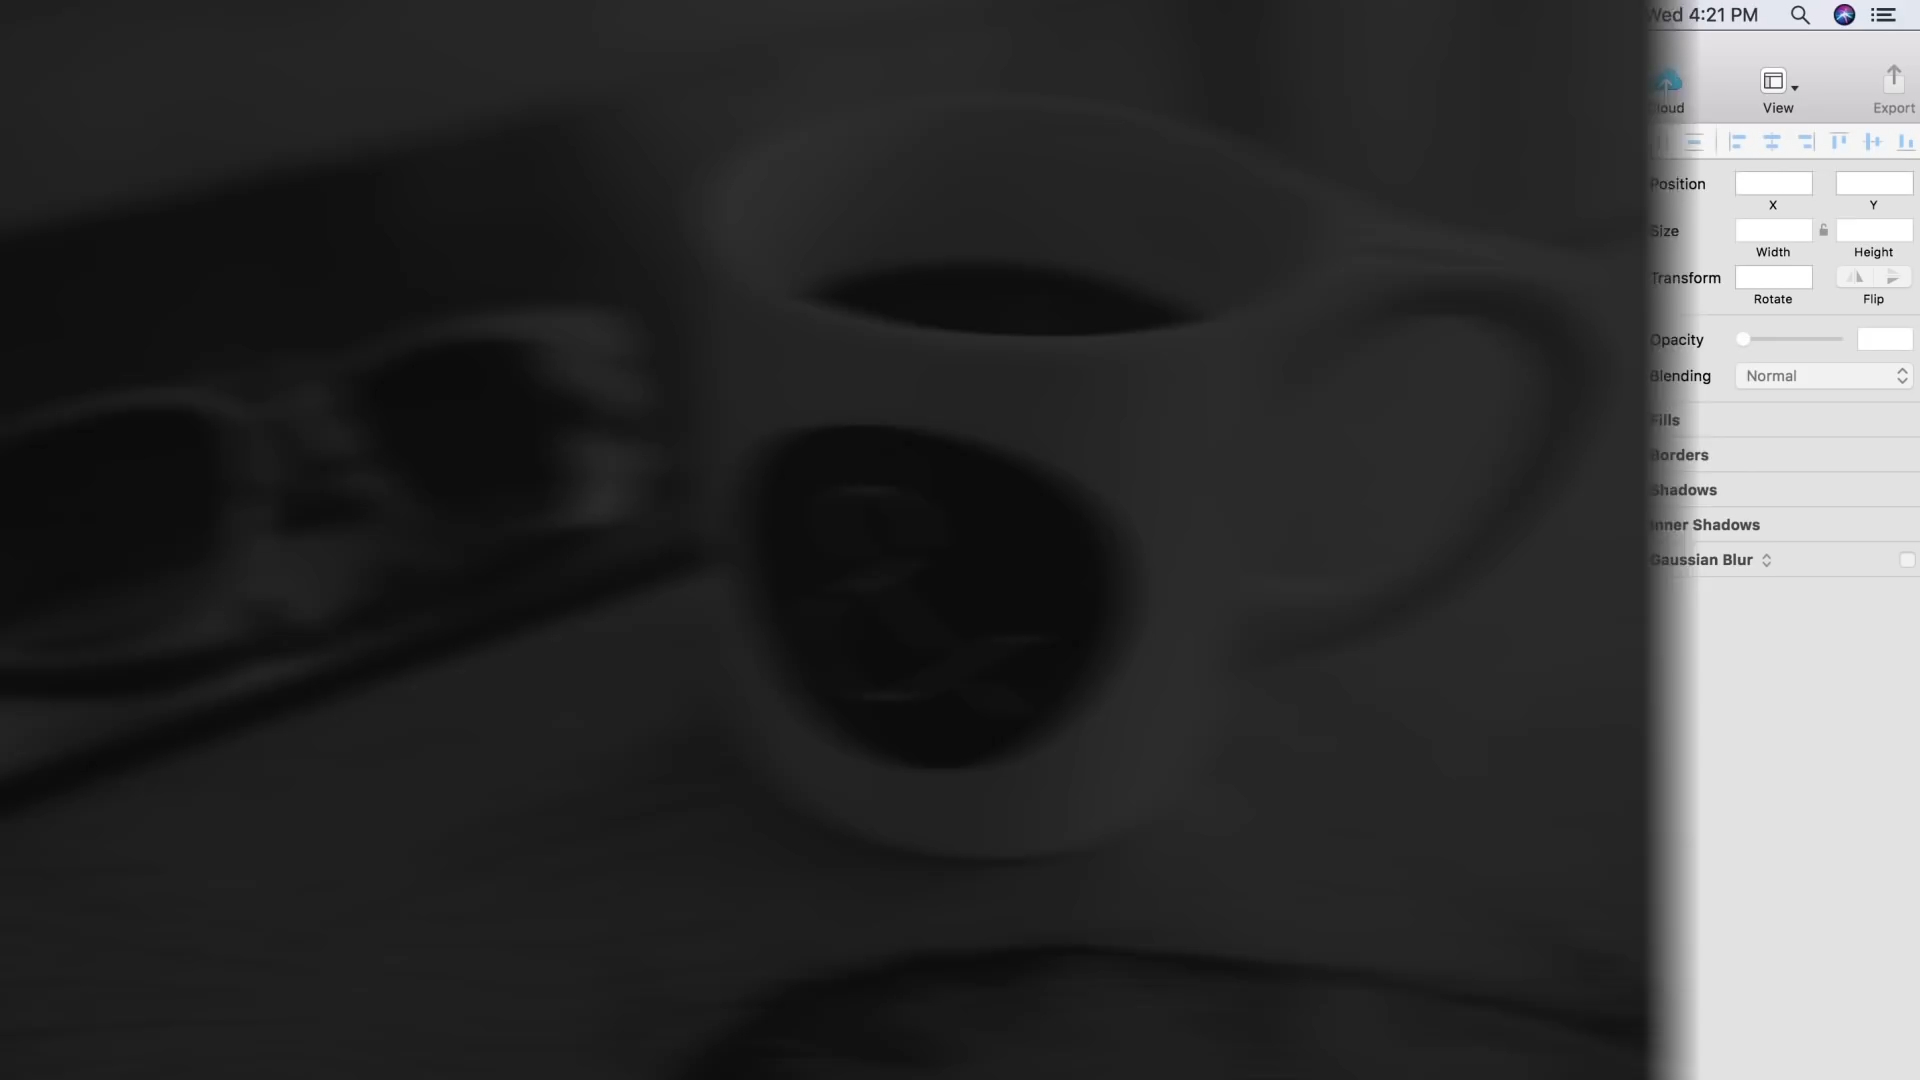 Wed 4:21 PM
Cloud
View
Export
Position
X
Y
Size
Width
Height
Transform
Rotate
Flip
Opacity
Blending
Normal
Fills
Borders
Shadows
Inner Shadows
Gaussian Blur